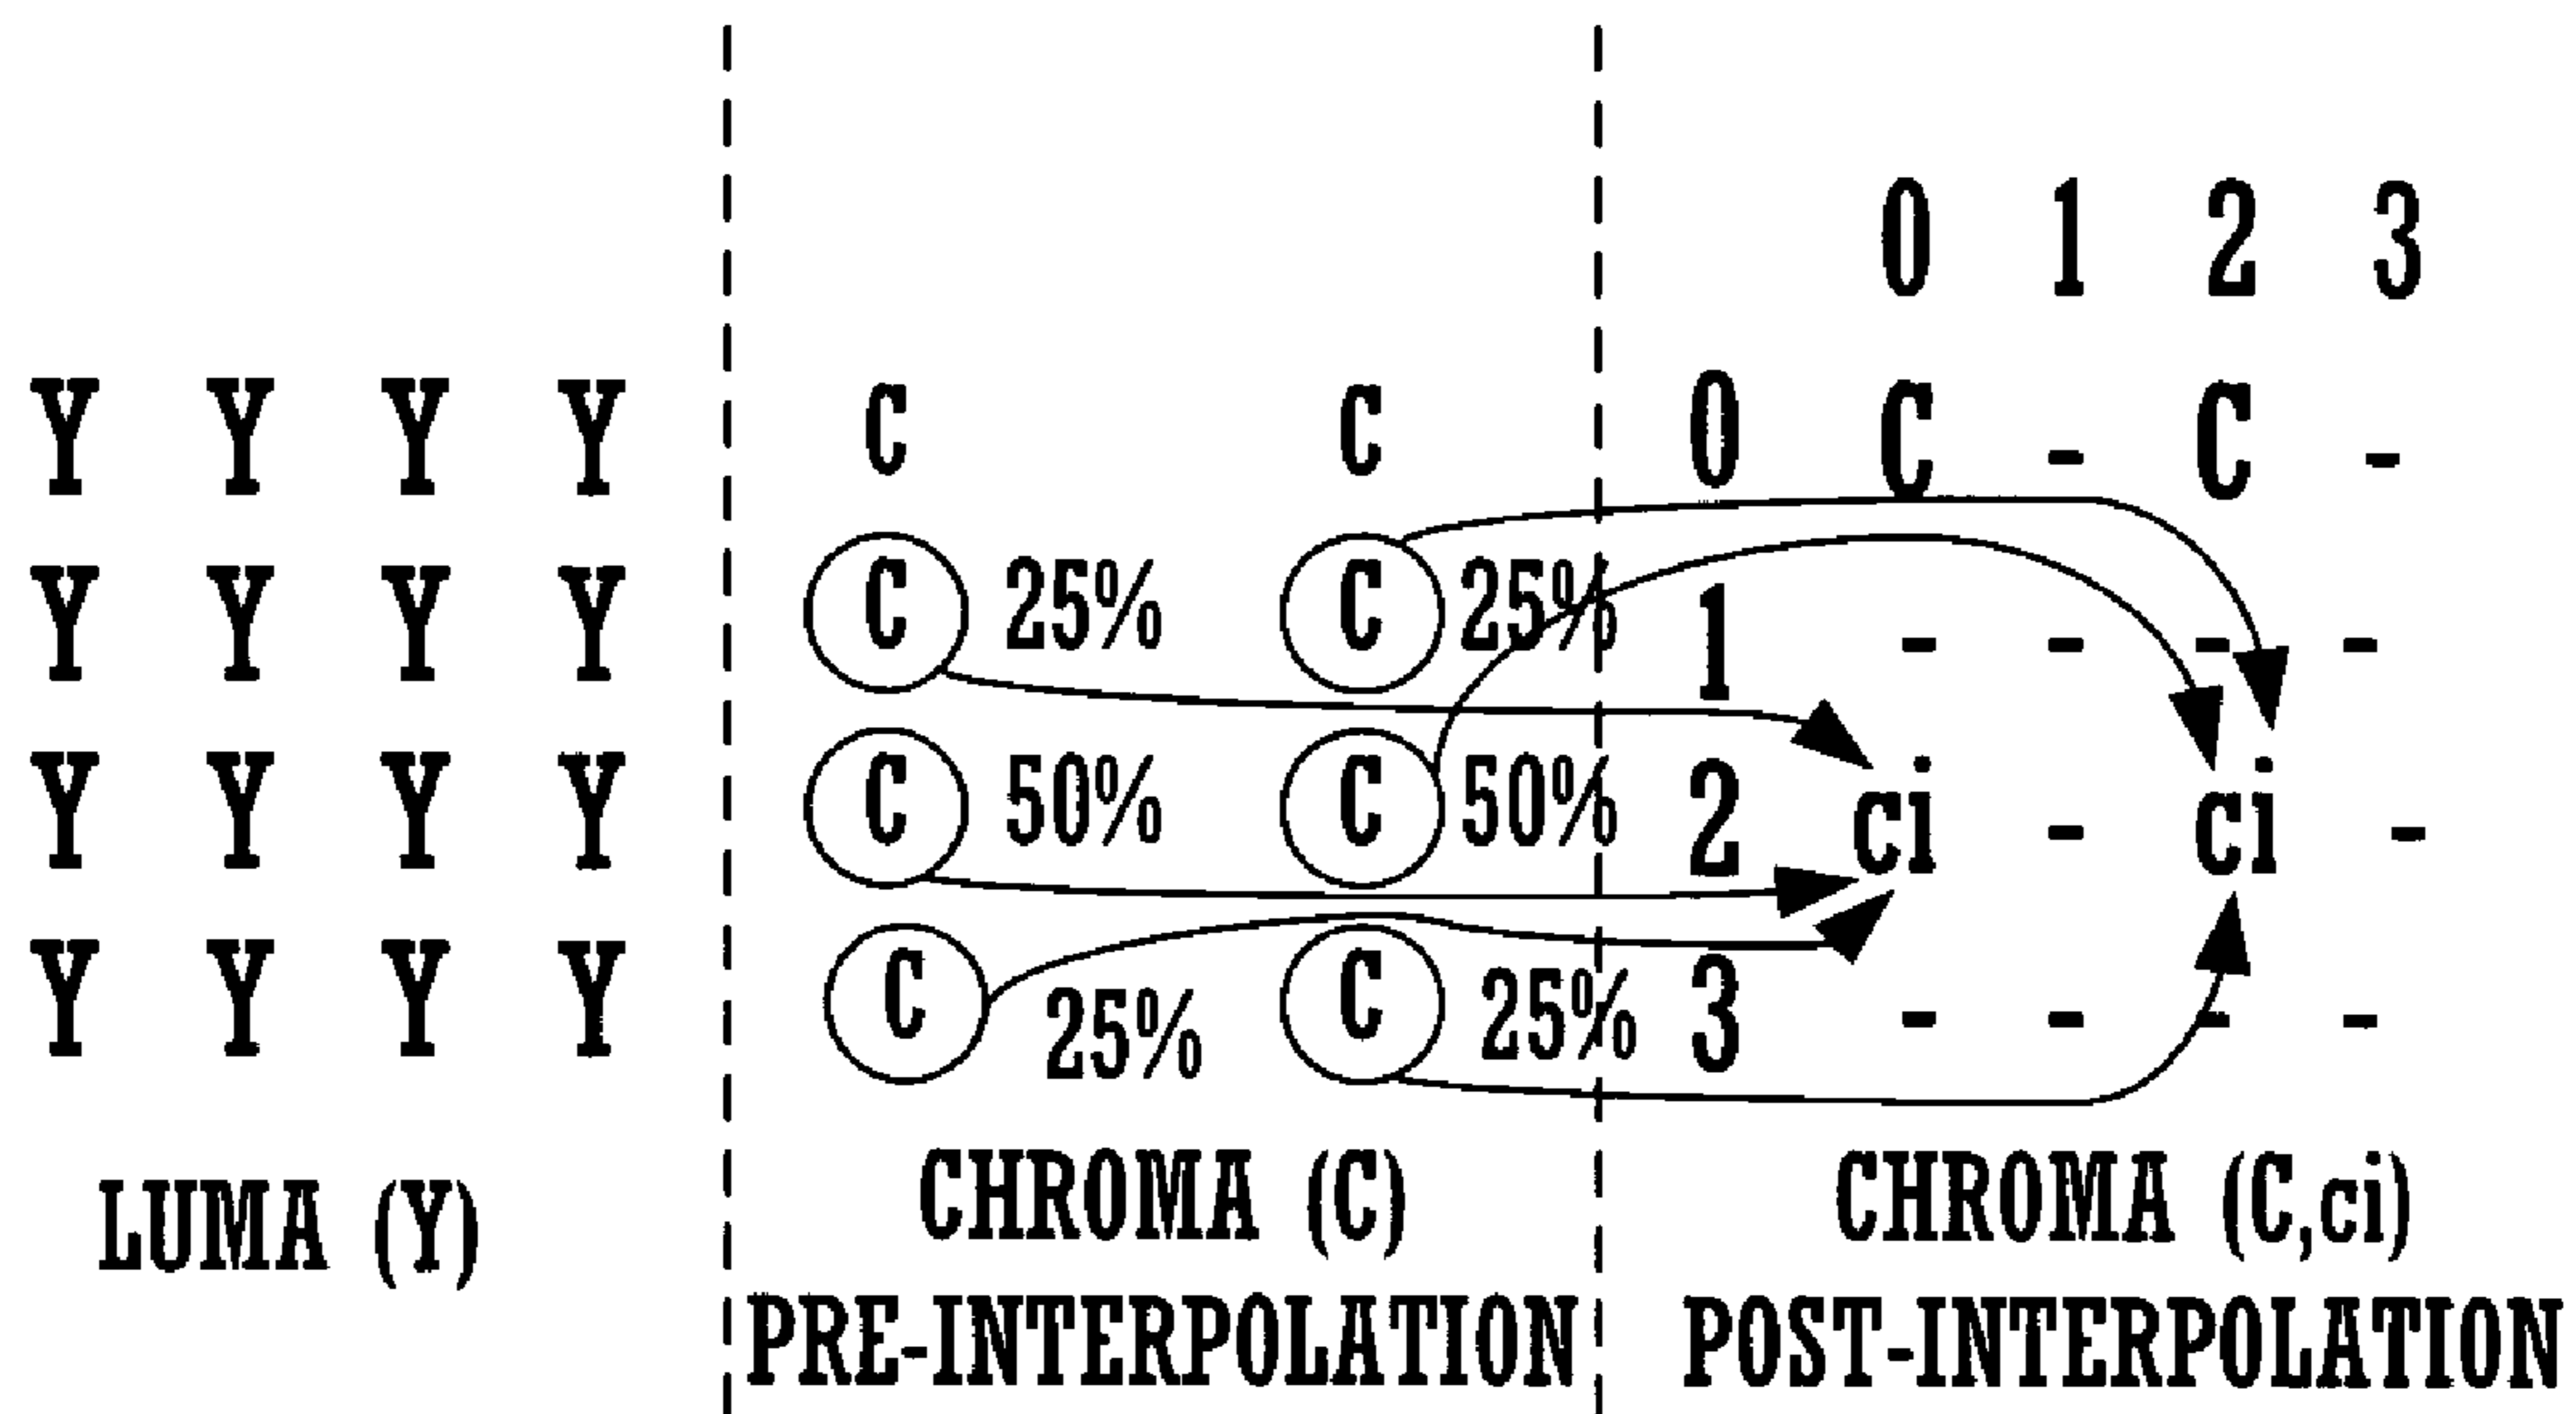 0 1 2 3
Y Y Y Y C C 0 C - C -
Y Y Y Y C 25% C 25% 1 - - - -
Y Y Y Y C 50% C 50% 2 ci - ci -
Y Y Y Y C 25% C 25% 3 - - - -
LUMA (Y) CHROMA (C) CHROMA (C,ci)
PRE-INTERPOLATION POST-INTERPOLATION